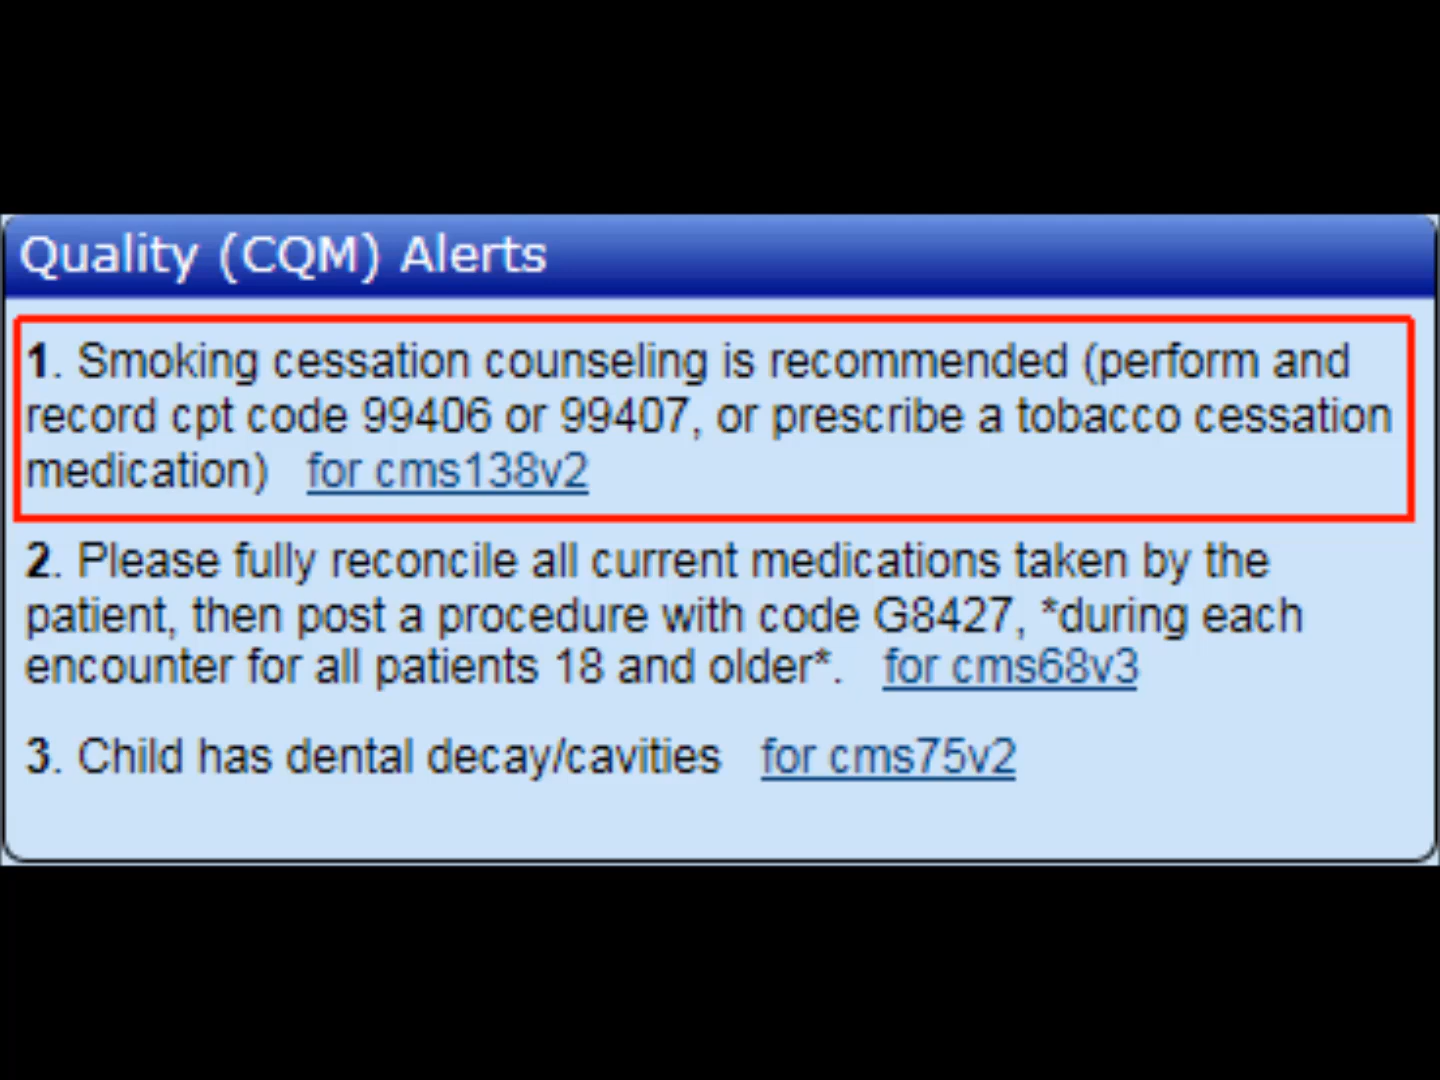 Quality (CQM) Alerts
1. Smoking cessation counseling is recommended (perform and
record cpt code 99406 or 99407, or prescribe a tobacco cessation
medication) for cms138v2
2. Please fully reconcile all current medications taken by the
patient, then post a procedure with code G8427, *during each
encounter for all patients 18 and older*. for cms68v3
3. Child has dental decay/cavities for cms75v2